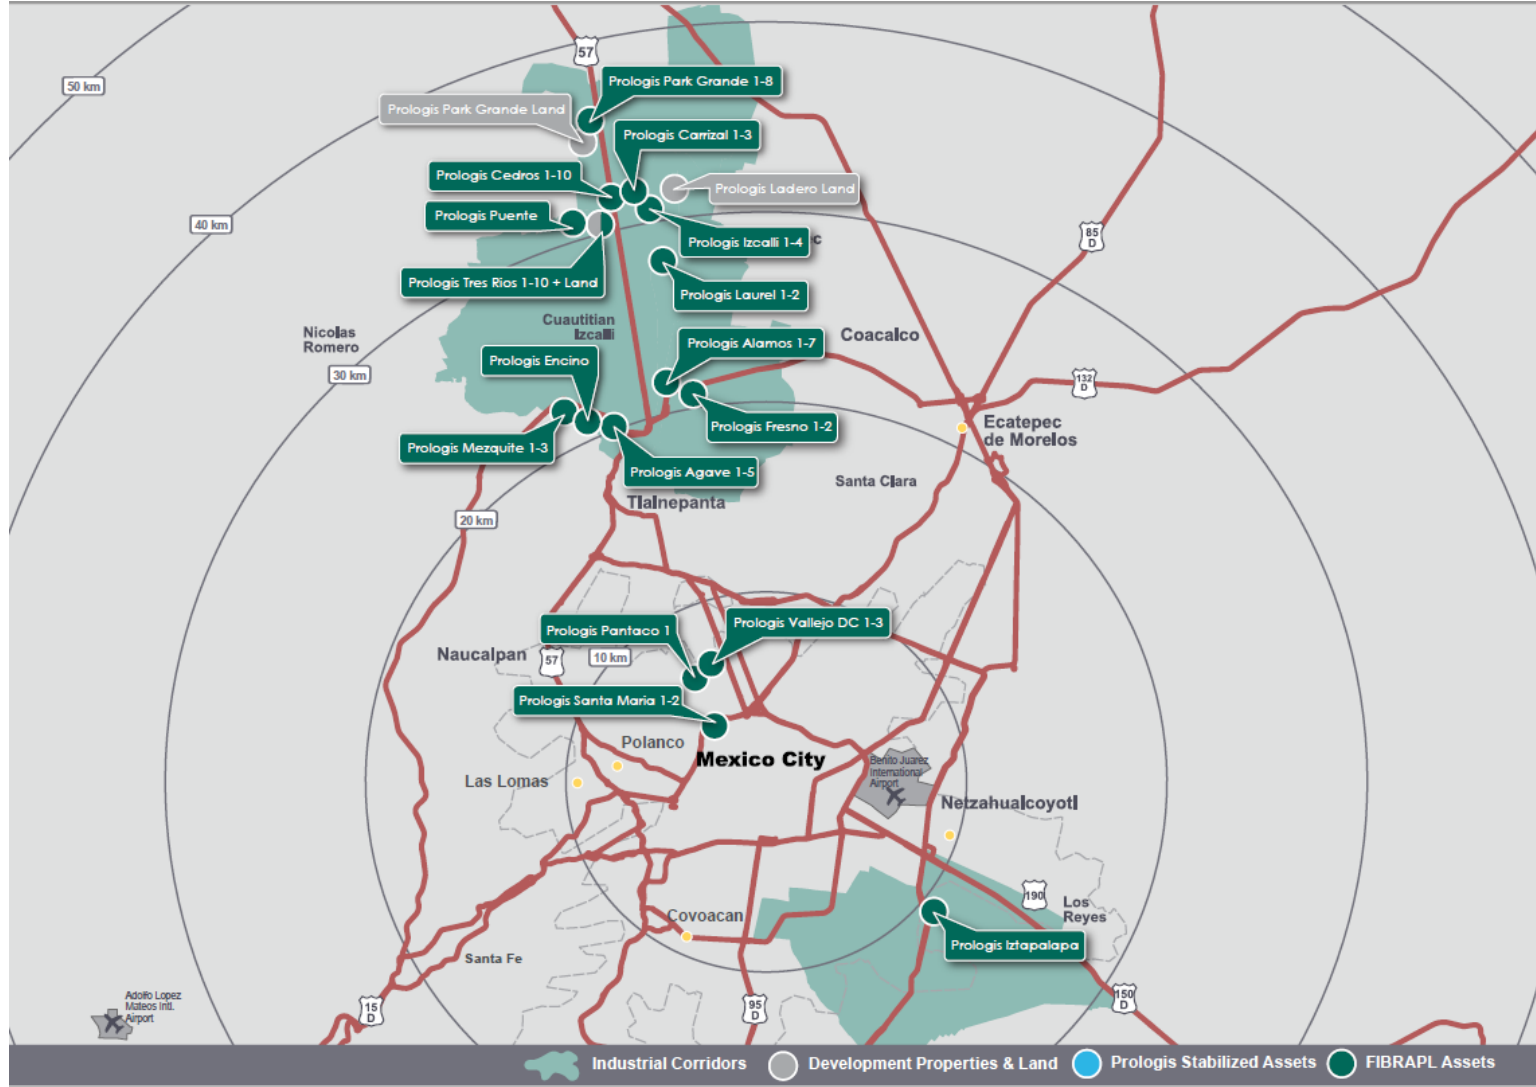 57
Prologis Park Grande 1-8
50 km
Prologis Park Grande Land
Prologis Carrizal 1-3
Prologis Cedros 1-10
Prologis Ladero Land
Prologis Puente
40 km
85
D
Prologis Izcalli 1-4
c
Prologis Tres Rios 1-10 + Land
Prologis Laurel 1-2
Cuautitlan
Izcalli
Nicolas
Romero
Coacalco
Prologis Alamos 1-7
Prologis Encino
30 km
132
D
Prologis Fresno 1-2
Ecatepec
de Morelos
Prologis Mezquite 1-3
Prologis Agave 1-5
Santa Clara
Tlalnepanta
20 km
Prologis Vallejo DC 1-3
Prologis Pantaco 1
Naucalpan
57
10 km
Prologis Santa Maria 1-2
Polanco
Mexico City
Las Lomas
Benito Juarez
International
Airport
Netzahualcoyotl
190
Los
Reyes
Covoacan
Prologis Iztapalapa
Santa Fe
Adolfo Lopez
Mateos Intl.
Airport
15
D
95
D
150
D
Industrial Corridors
Development Properties & Land
Prologis Stabilized Assets
FIBRAPL Assets